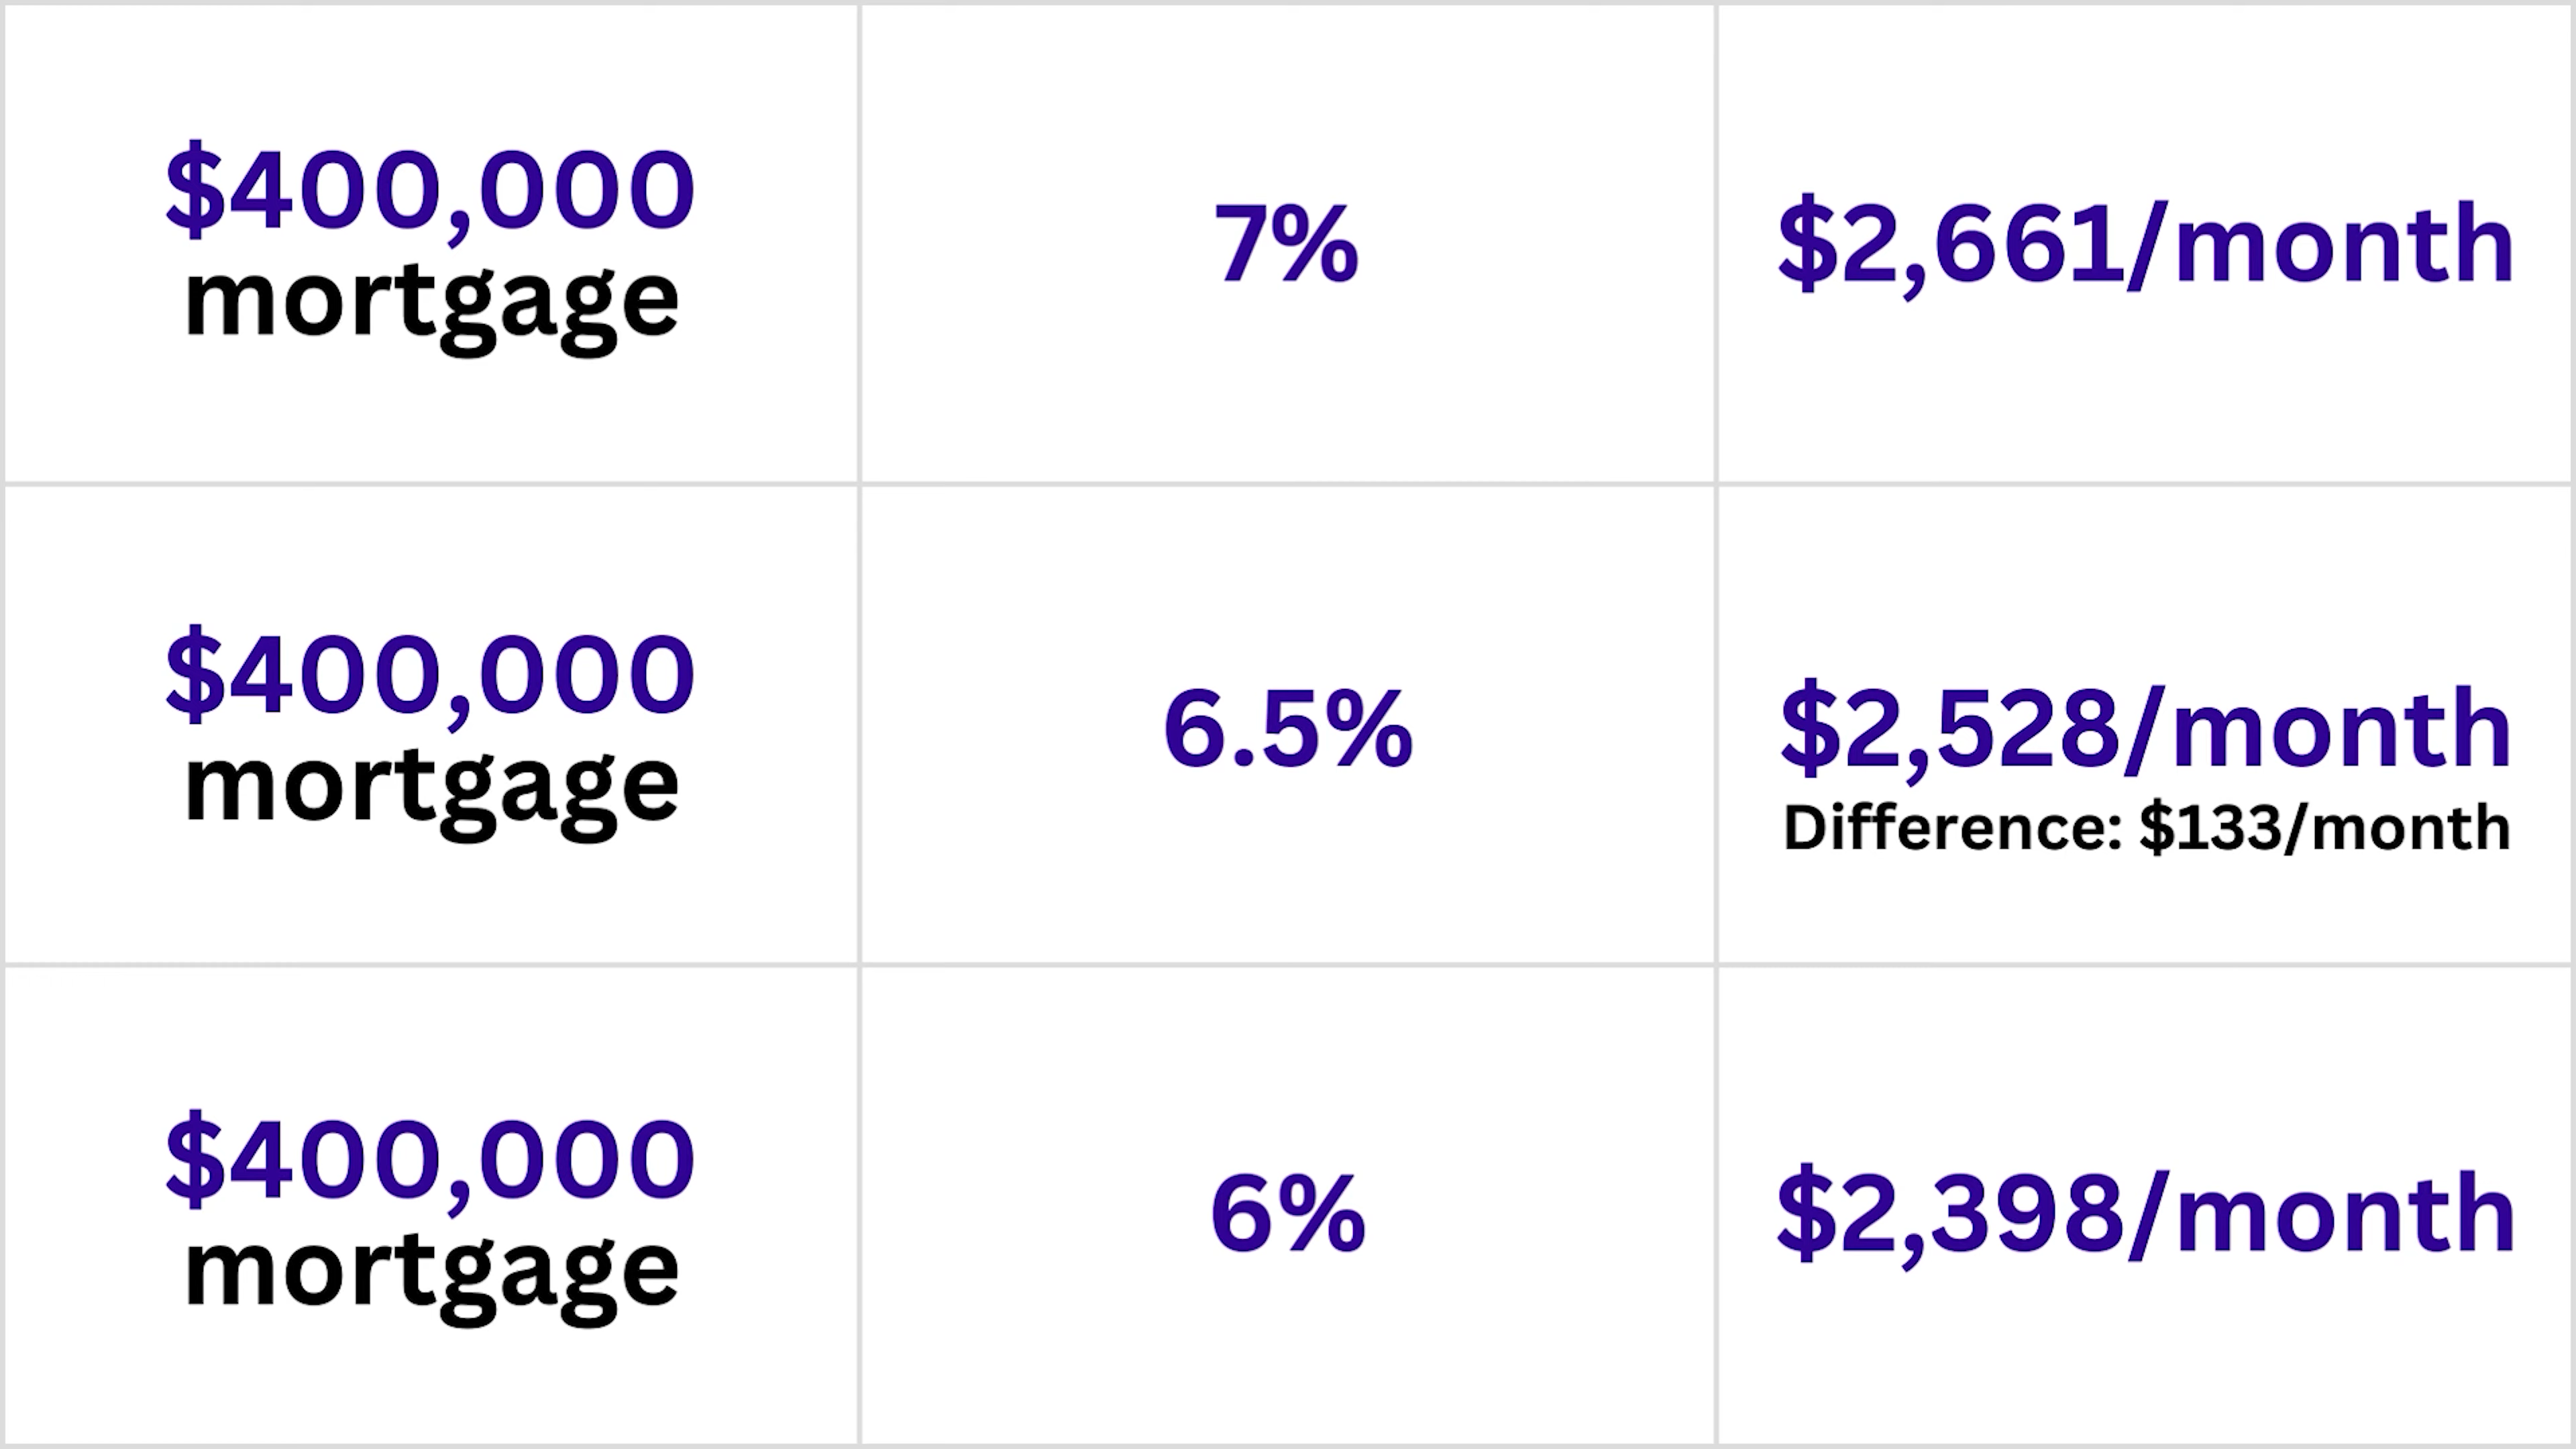 $400,000
mortgage
7%
$2,661/month
$400,000
mortgage
6.5%
$2,528/month
Difference: $133/month
$400,000
mortgage
6%
$2,398/month